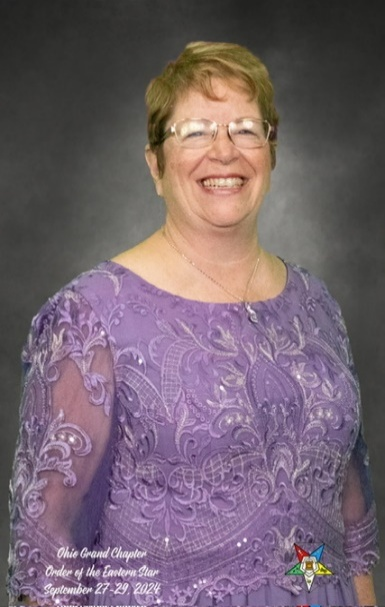 Ohio Grand Chapter
Order of the Eastern Star
September 27-29, 2024